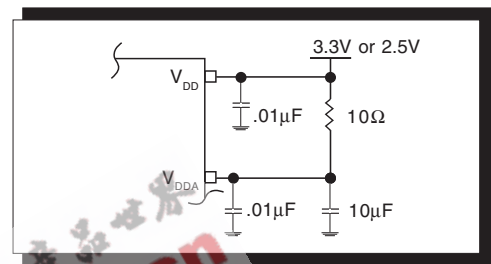 3.3V or 2.5V
VDD
.01µF
10Ω
VDDA
.01µF
10µF